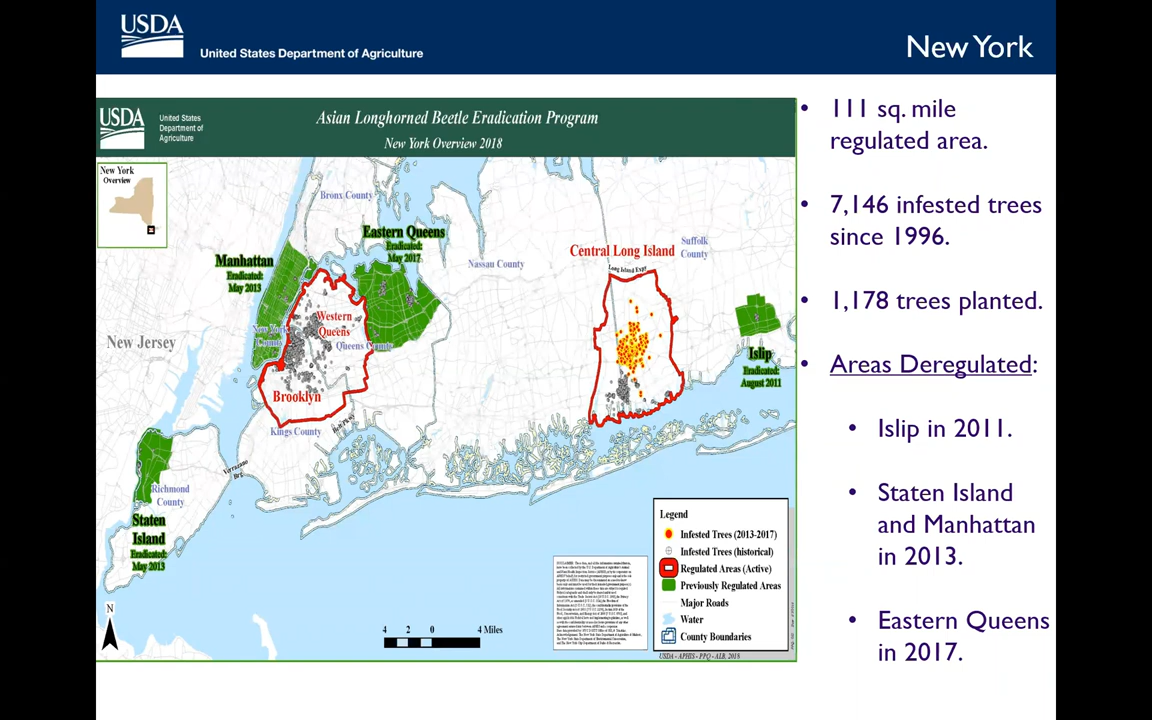 USDA
United States Department of Agriculture
New York
USDA
United States
Department of
Agriculture
Asian Longhorned Beetle Eradication Program
New York Overview 2018
New York
Overview
Bronx County
Eastern Queens
Eradicated:
May 2017
Manhattan
Eradicated:
May 2013
Nassau County
Central Long Island
Suffolk
County
Long Island
Western
Queens
New York
County
Queens County
New Jersey
Brooklyn
Islip
Eradicated:
August 2011
Kings County
Belt Pkwy
Verrazano
Brg.
Richmond
County
Staten
Island
Eradicated:
May 2013
N
4 2 0 4 Miles
Legend
Infested Trees (2013-2017)
Infested Trees (historical)
Regulated Areas (Active)
Previously Regulated Areas
Major Roads
Water
County Boundaries
USDA - APHIS - PPQ - ALB, 2018
• 111 sq. mile
regulated area.
• 7,146 infested trees
since 1996.
• 1,178 trees planted.
• Areas Deregulated:
• Islip in 2011.
• Staten Island
and Manhattan
in 2013.
• Eastern Queens
in 2017.